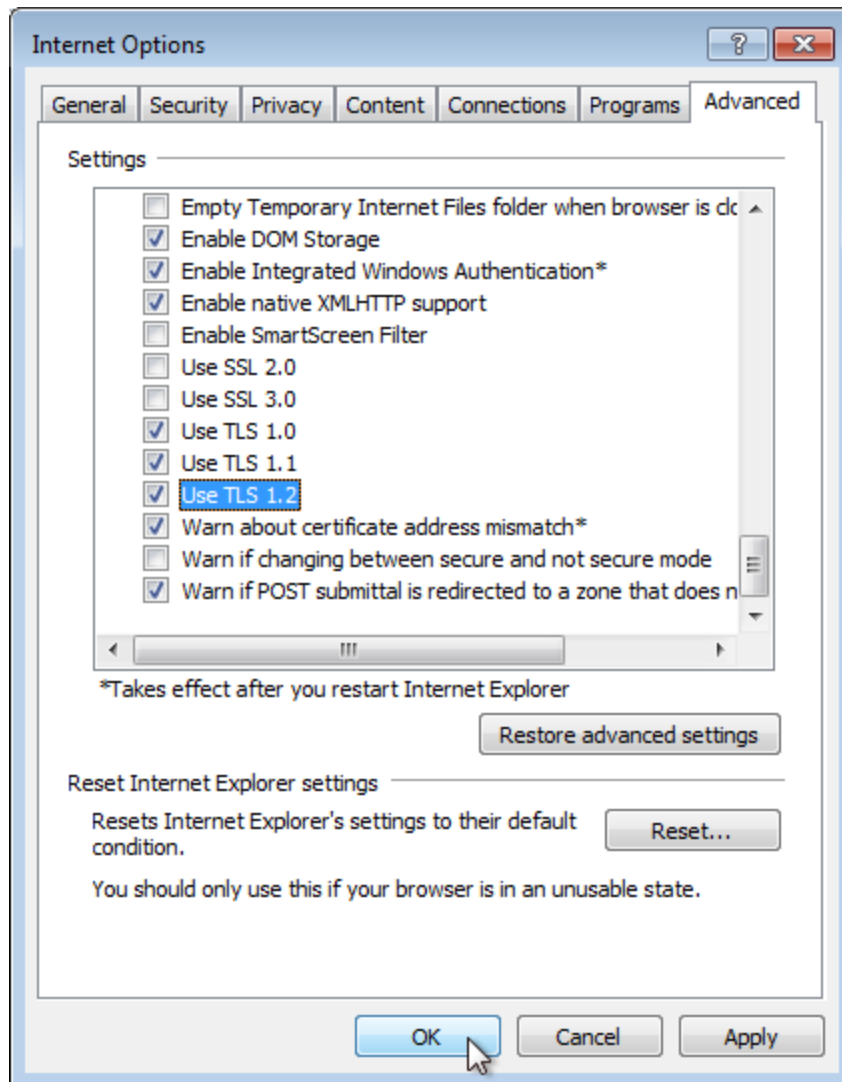 Internet Options
General Security Privacy Content Connections Programs Advanced
Settings
Empty Temporary Internet Files folder when browser is clo
Enable DOM Storage
Enable Integrated Windows Authentication*
Enable native XMLHTTP support
Enable SmartScreen Filter
Use SSL 2.0
Use SSL 3.0
Use TLS 1.0
Use TLS 1.1
Use TLS 1.2
Warn about certificate address mismatch*
Warn if changing between secure and not secure mode
Warn if POST submittal is redirected to a zone that does n
*Takes effect after you restart Internet Explorer
Restore advanced settings
Reset Internet Explorer settings
Resets Internet Explorer's settings to their default
condition.
Reset...
You should only use this if your browser is in an unusable state.
OK Cancel Apply